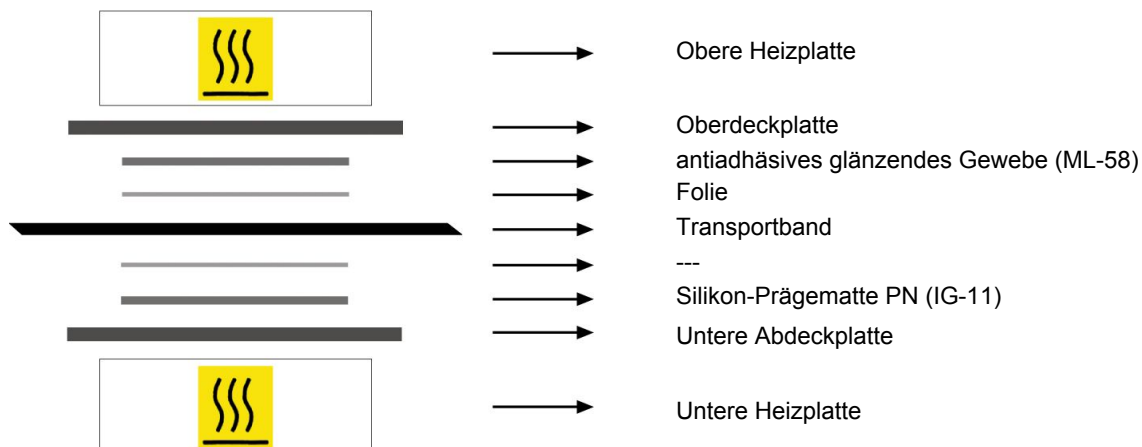 Obere Heizplatte
Oberdeckplatte
antiadhäsives glänzendes Gewebe (ML-58)
Folie
Transportband
---
Silikon-Prägematte PN (IG-11)
Untere Abdeckplatte
Untere Heizplatte